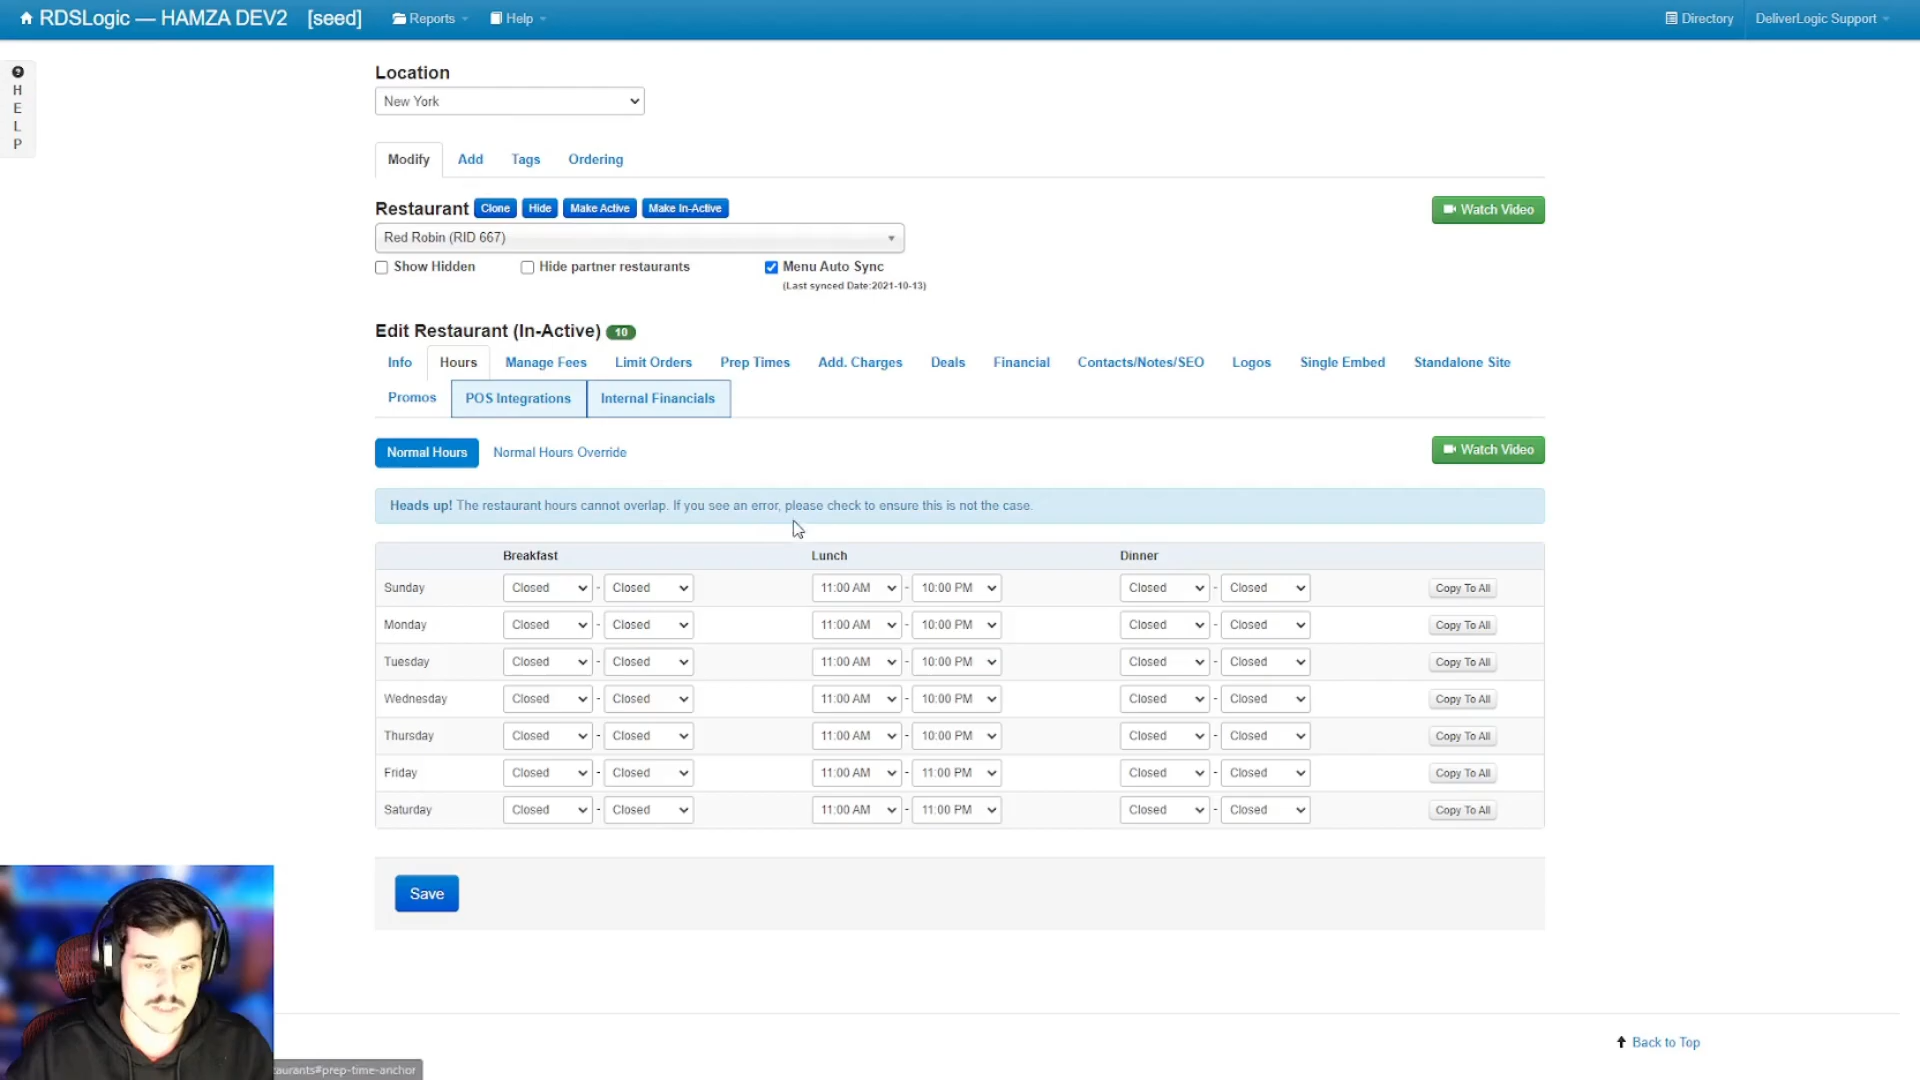 RDSLogic — HAMZA DEV2 [seed] Reports Help Directory DeliverLogic Support
H
E
L
P
Location
New York
Modify Add Tags Ordering
Restaurant Clone Hide Make Active Make In-Active
Watch Video
Red Robin (RID 667)
Show Hidden Hide partner restaurants Menu Auto Sync
(Last synced Date:2021-10-13)
Edit Restaurant (In-Active) 10
Info Hours Manage Fees Limit Orders Prep Times Add. Charges Deals Financial Contacts/Notes/SEO Logos Single Embed Standalone Site
Promos POS Integrations Internal Financials
Normal Hours Normal Hours Override
Watch Video
Heads up! The restaurant hours cannot overlap. If you see an error, please check to ensure this is not the case.
Breakfast Lunch Dinner
Sunday Closed - Closed 11:00 AM - 10:00 PM Closed - Closed Copy To All
Monday Closed - Closed 11:00 AM - 10:00 PM Closed - Closed Copy To All
Tuesday Closed - Closed 11:00 AM - 10:00 PM Closed - Closed Copy To All
Wednesday Closed - Closed 11:00 AM - 10:00 PM Closed - Closed Copy To All
Thursday Closed - Closed 11:00 AM - 10:00 PM Closed - Closed Copy To All
Friday Closed - Closed 11:00 AM - 11:00 PM Closed - Closed Copy To All
Saturday Closed - Closed 11:00 AM - 11:00 PM Closed - Closed Copy To All
Save
Back to Top
aurants#prep-time-anchor